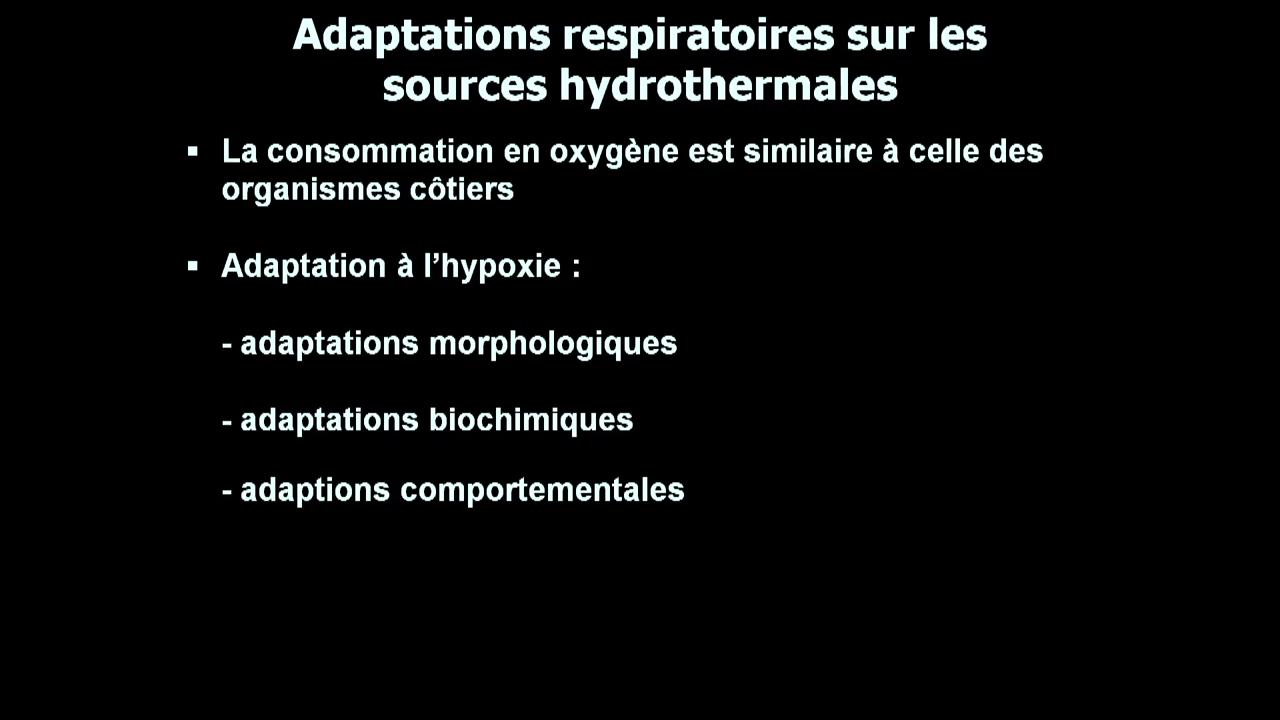 Adaptations respiratoires sur les
sources hydrothermales
▪ La consommation en oxygène est similaire à celle des
organismes côtiers
▪ Adaptation à l’hypoxie :
- adaptations morphologiques
- adaptations biochimiques
- adaptions comportementales